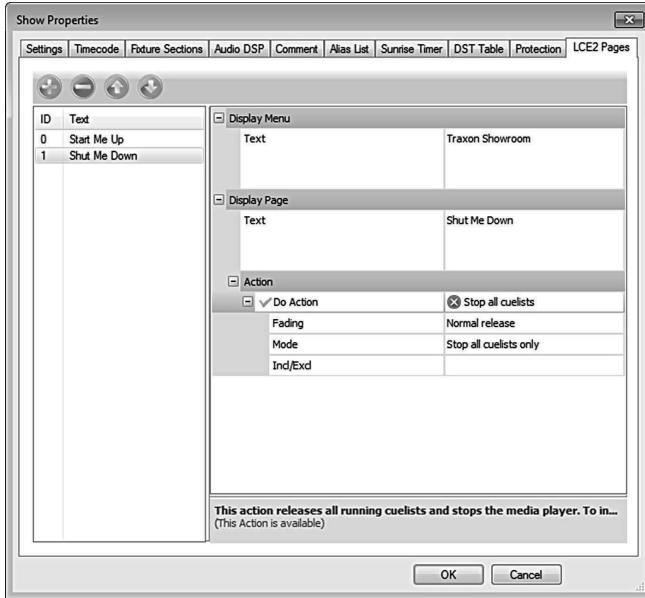 Show Properties
Settings Timecode Fixture Sections Audio DSP Comment Alias List Sunrise Timer DST Table Protection LCE2 Pages
ID Text
0 Start Me Up
1 Shut Me Down
Display Menu
Text Traxon Showroom
Display Page
Text Shut Me Down
Action
Do Action Stop all cuelists
Fading Normal release
Mode Stop all cuelists only
Incl/Excl
This action releases all running cuelists and stops the media player. To in...
(This Action is available)
OK Cancel